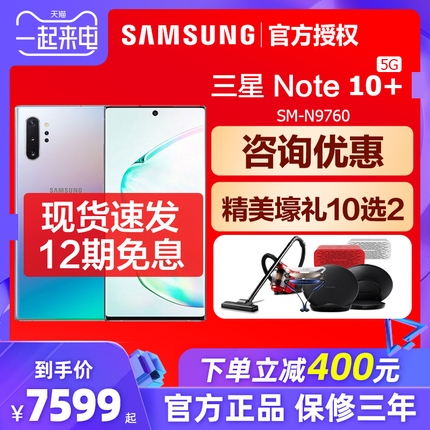 天猫
一起来电
SAMSUNG 官方授权
5G
三星 Note 10+
SM-N9760
咨询优惠
精美壕礼10选2
SAMSUNG
现货速发
12期免息
到手价
¥7599起
下单立减400元
官方正品 保修三年